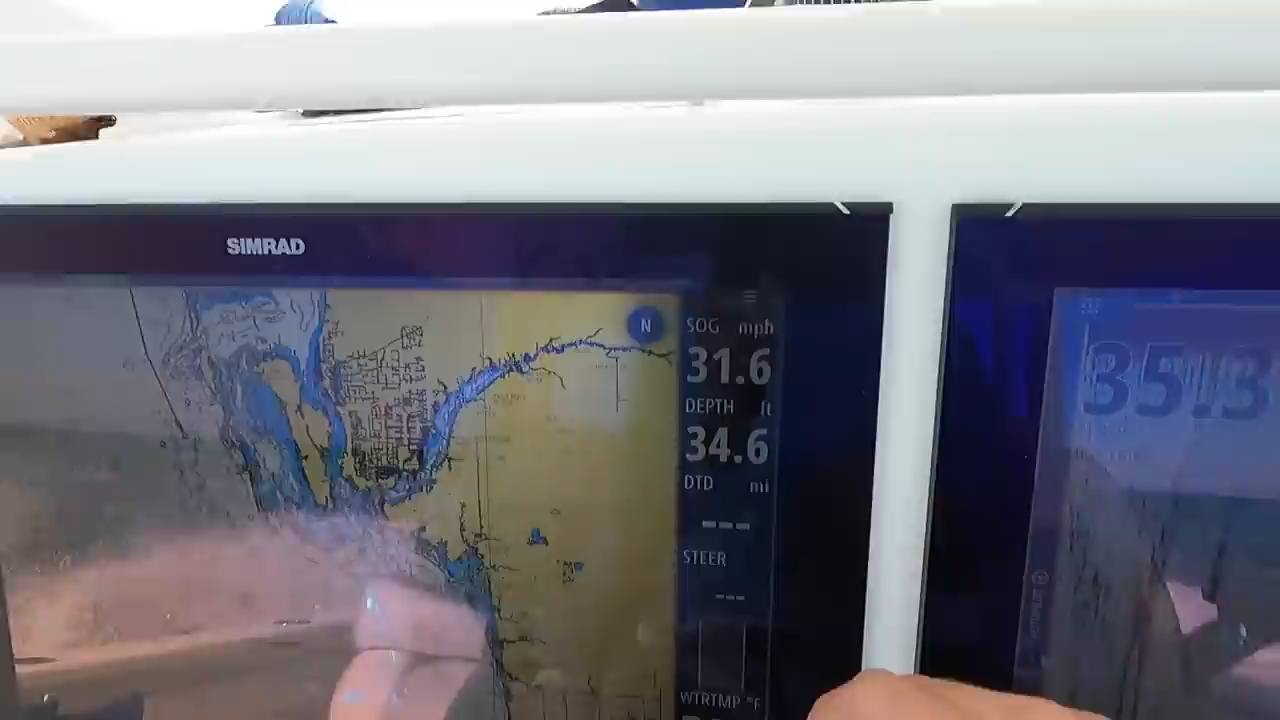 SIMRAD
N
SOG mph
31.6
DEPTH ft
34.6
DTD mi
---
STEER
---
WTRTMP °F
35.3